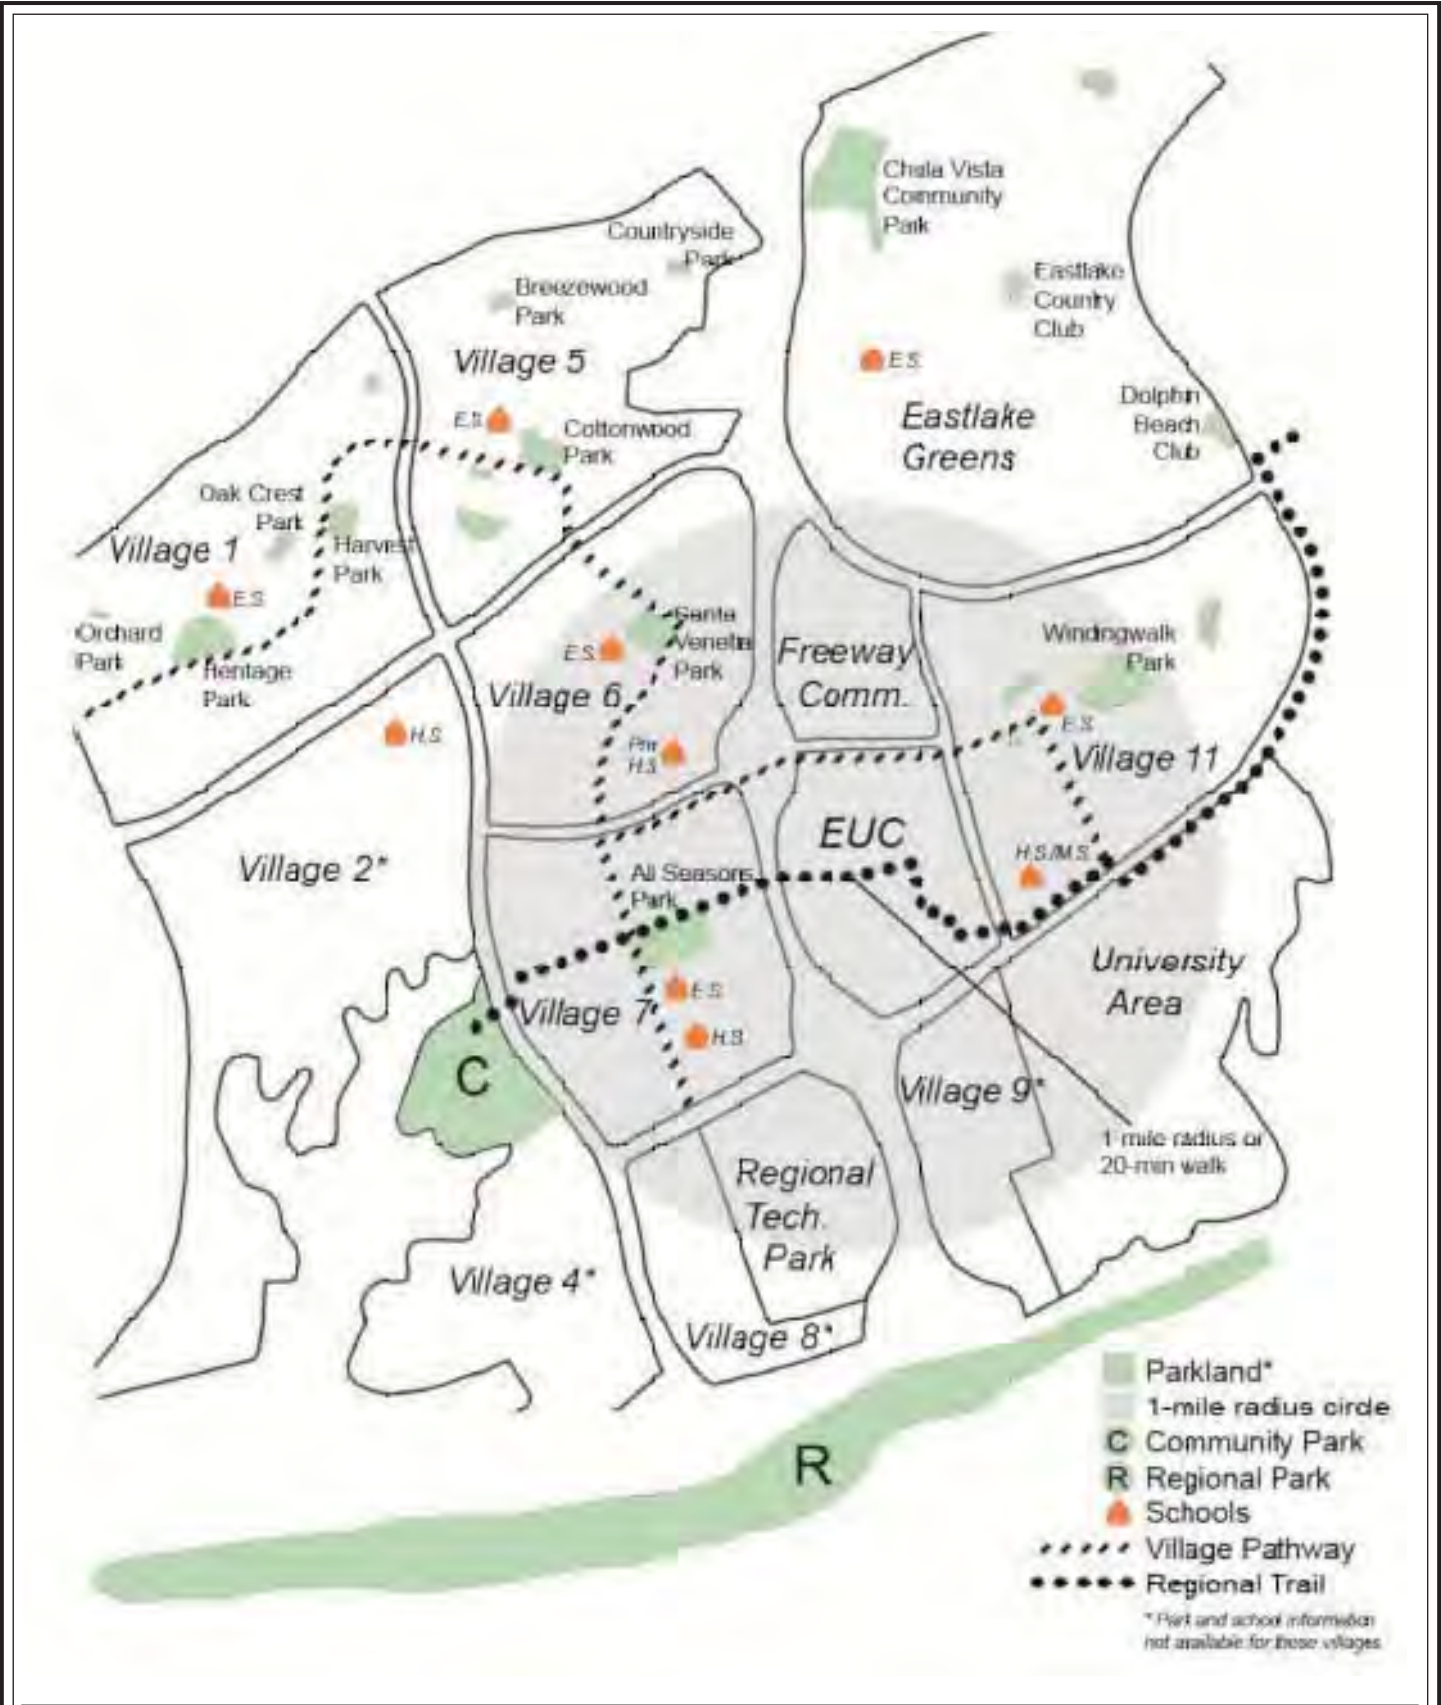 Chula Vista
Community
Park
Countryside
Park
Breezewood
Park
Eastlake
Country
Club
Village 5
E.S.
Dolphin
Beach
Club
E.S.
Cottonwood
Park
Eastlake
Greens
Oak Crest
Park
Village 1
Harvest
Park
E.S.
Orchard
Park
Heritage
Park
Santa
Venetia
Park
E.S.
Village 6
Freeway
Comm.
Windingwalk
Park
E.S.
H.S.
H.S.
Village 11
Village 2*
EUC
H.S./M.S.
All Seasons
Park
University
Area
E.S.
Village 7
H.S.
C
Village 9*
1-mile radius or
20-min walk
Regional
Tech.
Park
Village 4*
Village 8*
R
Parkland*
1-mile radius circle
C Community Park
R Regional Park
Schools
Village Pathway
Regional Trail
* Park and school information
not available for these villages